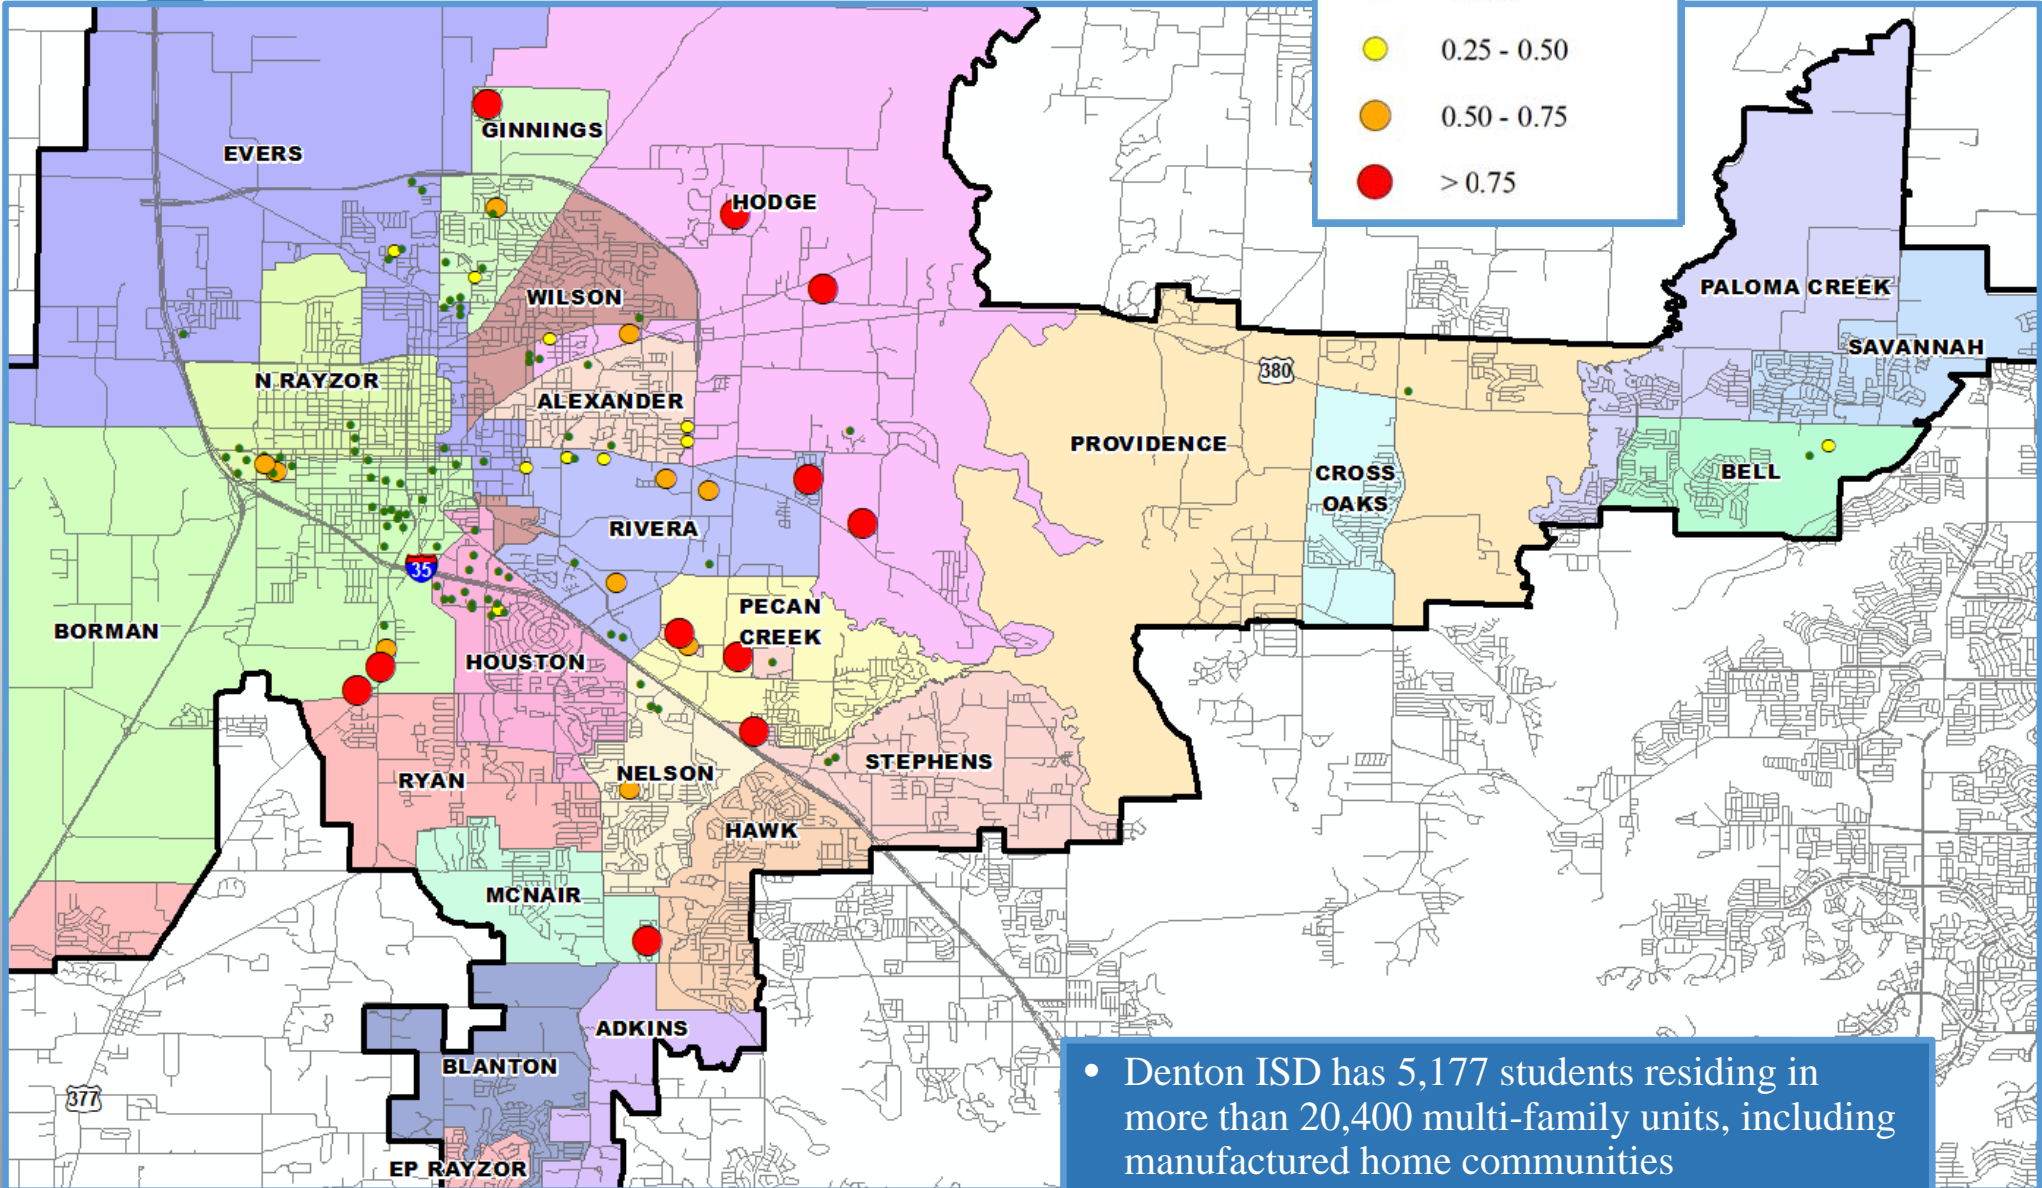 0.25 - 0.50
0.50 - 0.75
> 0.75
GINNINGS
EVERS
HODGE
WILSON
PALOMA CREEK
SAVANNAH
380
N RAYZOR
ALEXANDER
PROVIDENCE
CROSS
OAKS
BELL
RIVERA
35
PECAN
CREEK
BORMAN
HOUSTON
STEPHENS
NELSON
RYAN
HAWK
MCNAIR
ADKINS
BLANTON
377
EP RAYZOR
• Denton ISD has 5,177 students residing in
more than 20,400 multi-family units, including
manufactured home communities